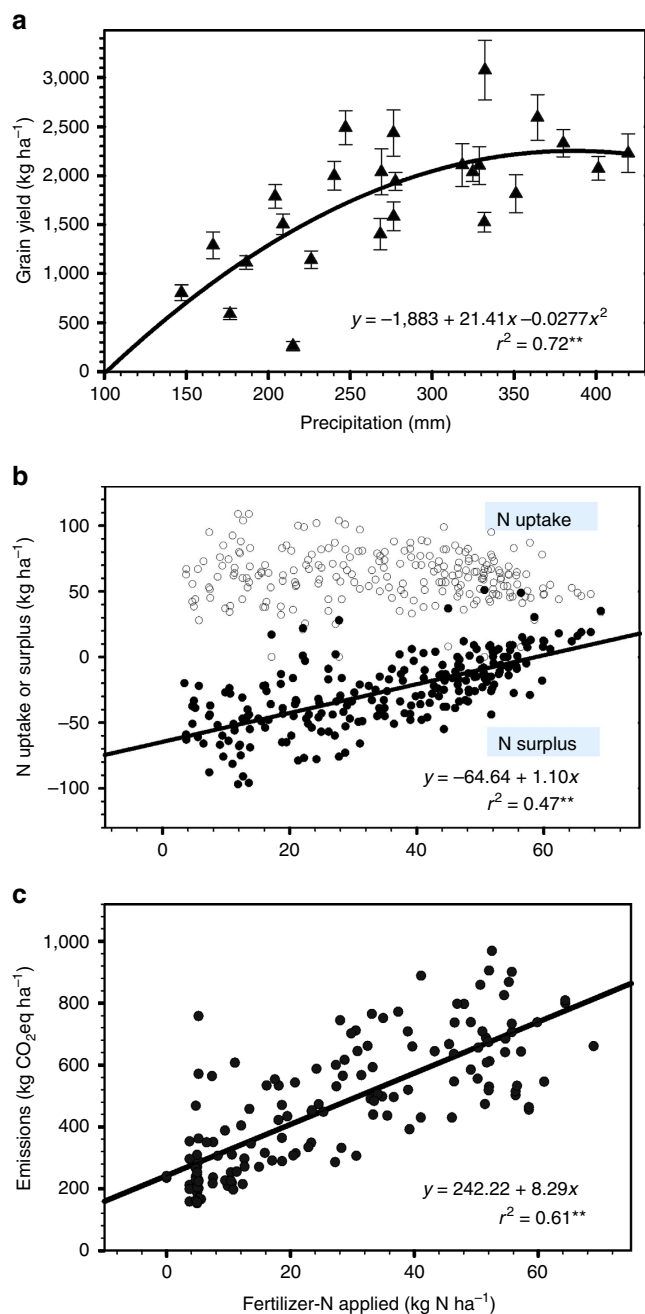 a
3,000
2,500
2,000
1,500
1,000
500
0
Grain yield (kg ha⁻¹)
y = –1,883 + 21.41x –0.0277x²
r² = 0.72**
100 150 200 250 300 350 400
Precipitation (mm)
b
100
50
0
–50
–100
N uptake or surplus (kg ha⁻¹)
N uptake
N surplus
y = –64.64 + 1.10x
r² = 0.47**
0 20 40 60
c
1,000
800
600
400
200
0
Emissions (kg CO₂eq ha⁻¹)
y = 242.22 + 8.29x
r² = 0.61**
0 20 40 60
Fertilizer-N applied (kg N ha⁻¹)